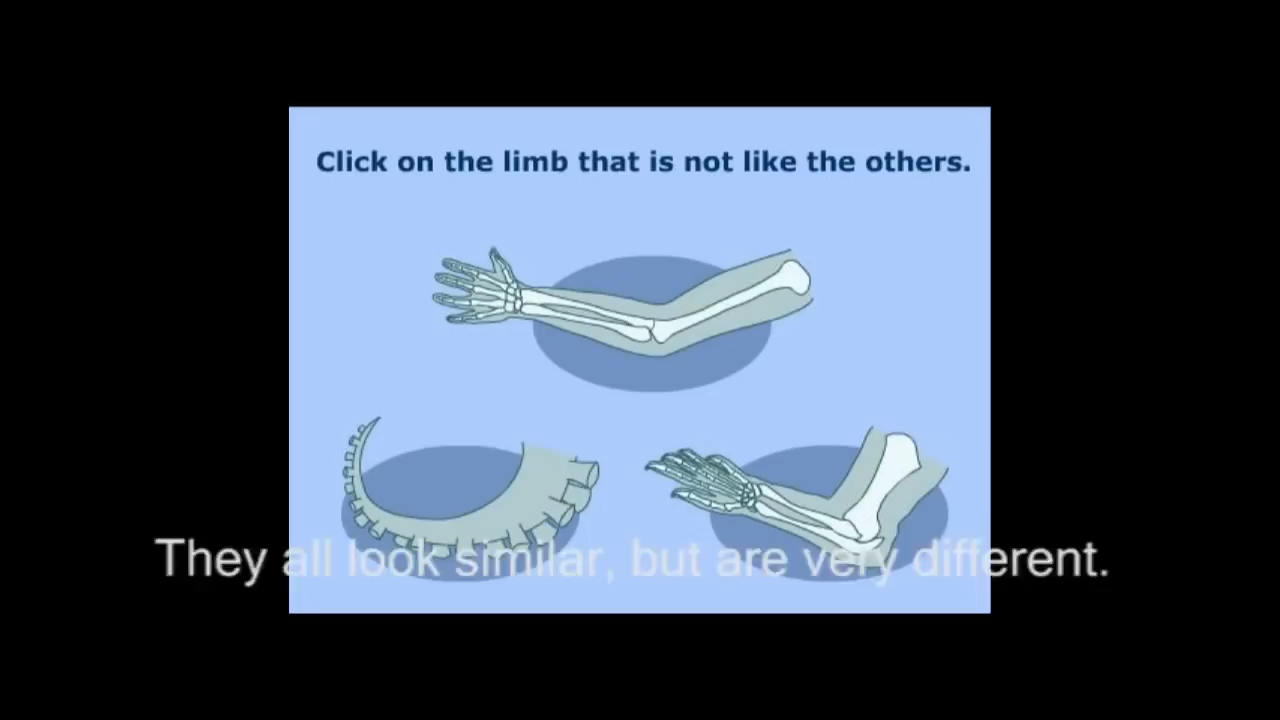 Click on the limb that is not like the others.
They all look similar, but are very different.